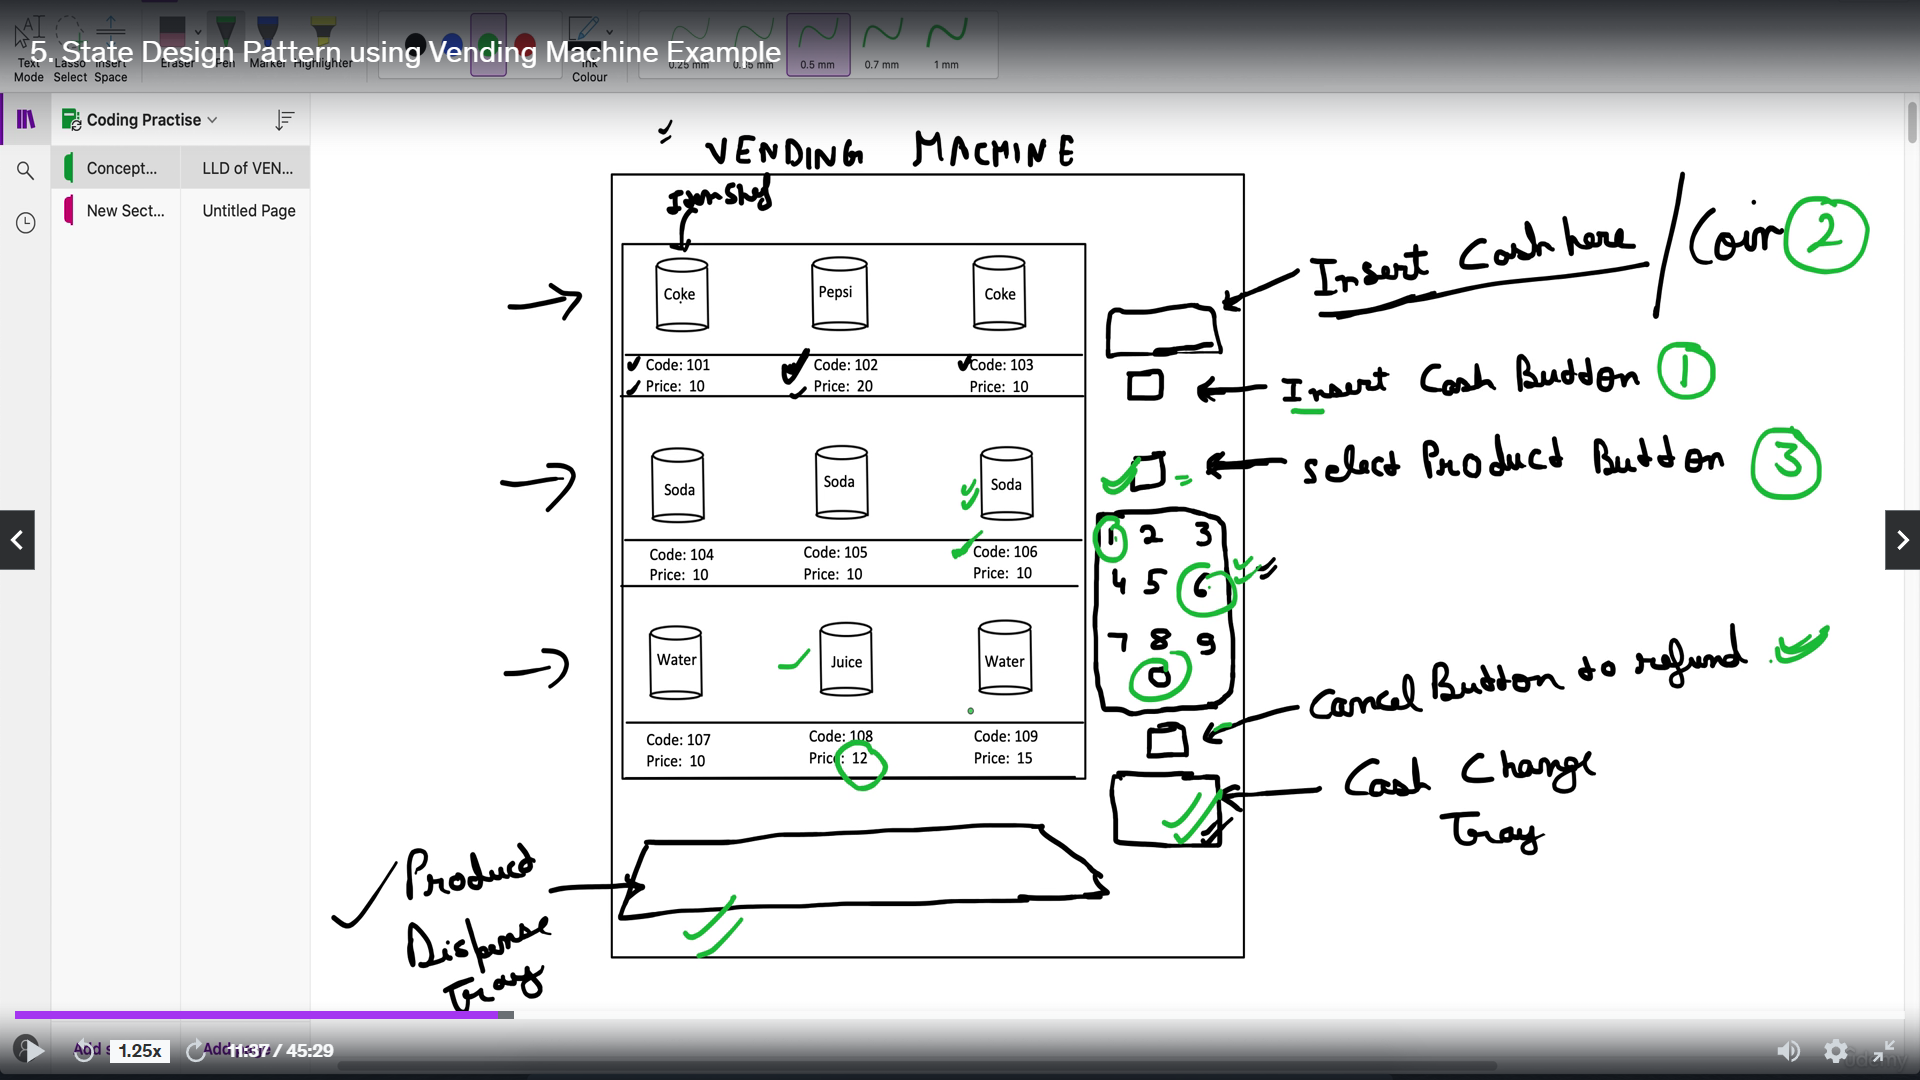 5. State Design Pattern using Vending Machine Example
Text Mode
Lasso Select
Insert Space
Eraser
Pen
Marker
Highlighter
Ink Colour
0.25 mm
0.35 mm
0.5 mm
0.7 mm
1 mm
Coding Practise
Concept...
LLD of VEN...
New Sect...
Untitled Page
VENDING MACHINE
Item Shelf
Coke
Pepsi
Coke
Code: 101
Price: 10
Code: 102
Price: 20
Code: 103
Price: 10
Soda
Soda
Soda
Code: 104
Price: 10
Code: 105
Price: 10
Code: 106
Price: 10
Water
Juice
Water
Code: 107
Price: 10
Code: 108
Price: 12
Code: 109
Price: 15
Insert Cash here / Coin 2
Insert Cash Button 1
Select Product Button 3
1 2 3
4 5 6
7 8 9
0
Cancel Button to refund
Cash Change
Tray
Product
Dispense
Tray
1.25x
11:37 / 45:29
Udemy